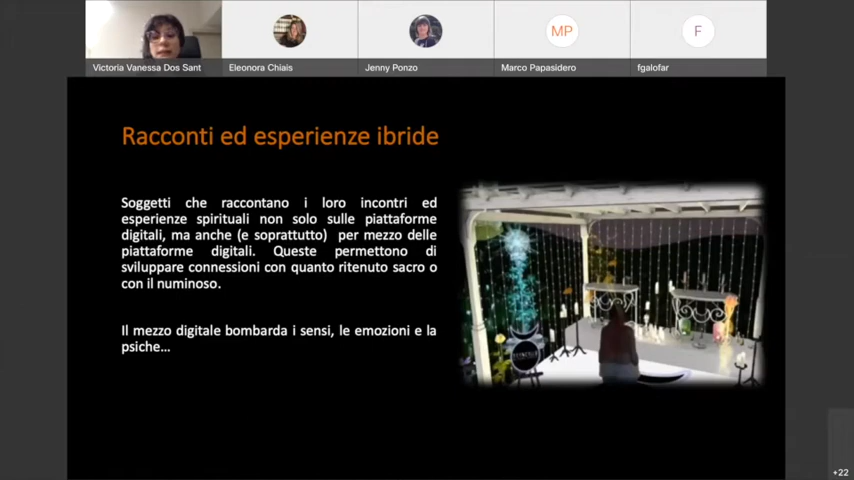 MP
F
Victoria Vanessa Dos Sant
Eleonora Chiais
Jenny Ponzo
Marco Papasidero
fgalofar
Racconti ed esperienze ibride
Soggetti che raccontano i loro incontri ed
esperienze spirituali non solo sulle piattaforme
digitali, ma anche (e soprattutto) per mezzo delle
piattaforme digitali. Queste permettono di
sviluppare connessioni con quanto ritenuto sacro o
con il numinoso.
Il mezzo digitale bombarda i sensi, le emozioni e la
psiche...
+22